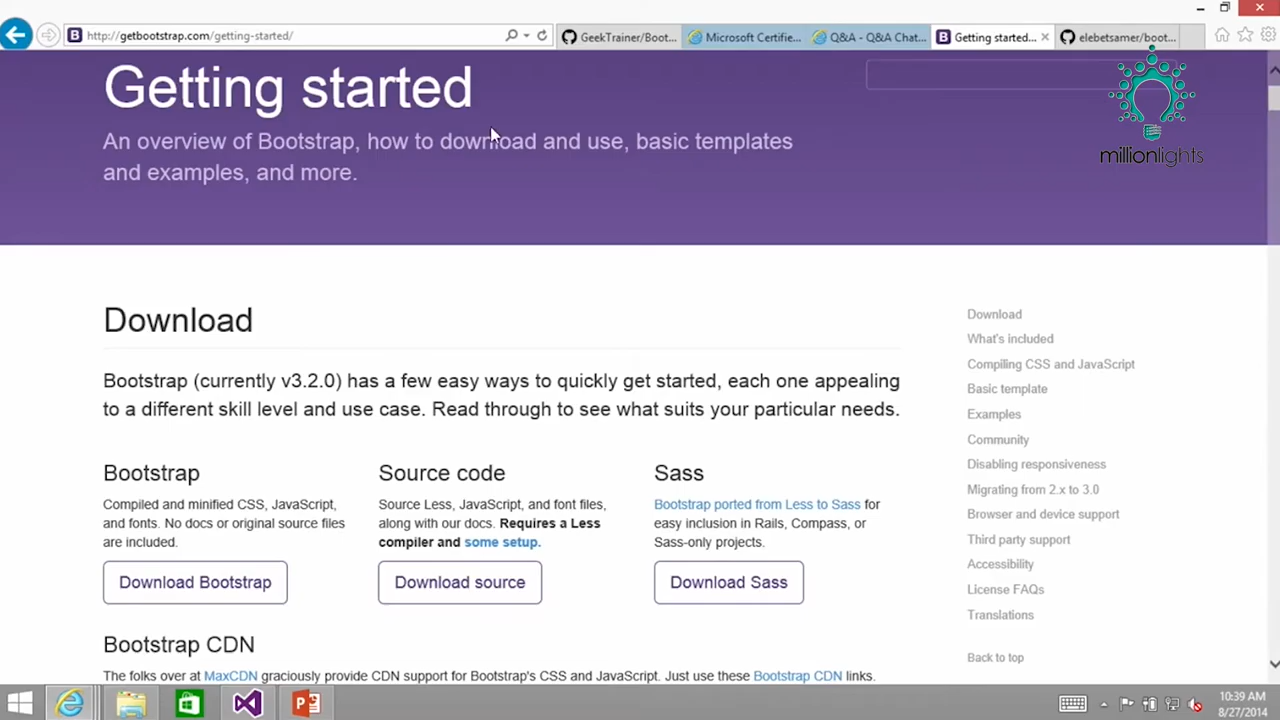 http://getbootstrap.com/getting-started/
GeekTrainer/Boot...
Microsoft Certifie...
Q&A - Q&A Chat...
Getting started...
elebetsamer/boot...
millionlights
Getting started
An overview of Bootstrap, how to download and use, basic templates
and examples, and more.
Download
Bootstrap (currently v3.2.0) has a few easy ways to quickly get started, each one appealing
to a different skill level and use case. Read through to see what suits your particular needs.
Bootstrap
Compiled and minified CSS, JavaScript,
and fonts. No docs or original source files
are included.
Download Bootstrap
Source code
Source Less, JavaScript, and font files,
along with our docs. Requires a Less
compiler and some setup.
Download source
Sass
Bootstrap ported from Less to Sass for
easy inclusion in Rails, Compass, or
Sass-only projects.
Download Sass
Bootstrap CDN
The folks over at MaxCDN graciously provide CDN support for Bootstrap's CSS and JavaScript. Just use these Bootstrap CDN links.
Download
What's included
Compiling CSS and JavaScript
Basic template
Examples
Community
Disabling responsiveness
Migrating from 2.x to 3.0
Browser and device support
Third party support
Accessibility
License FAQs
Translations
Back to top
10:39 AM
8/27/2014